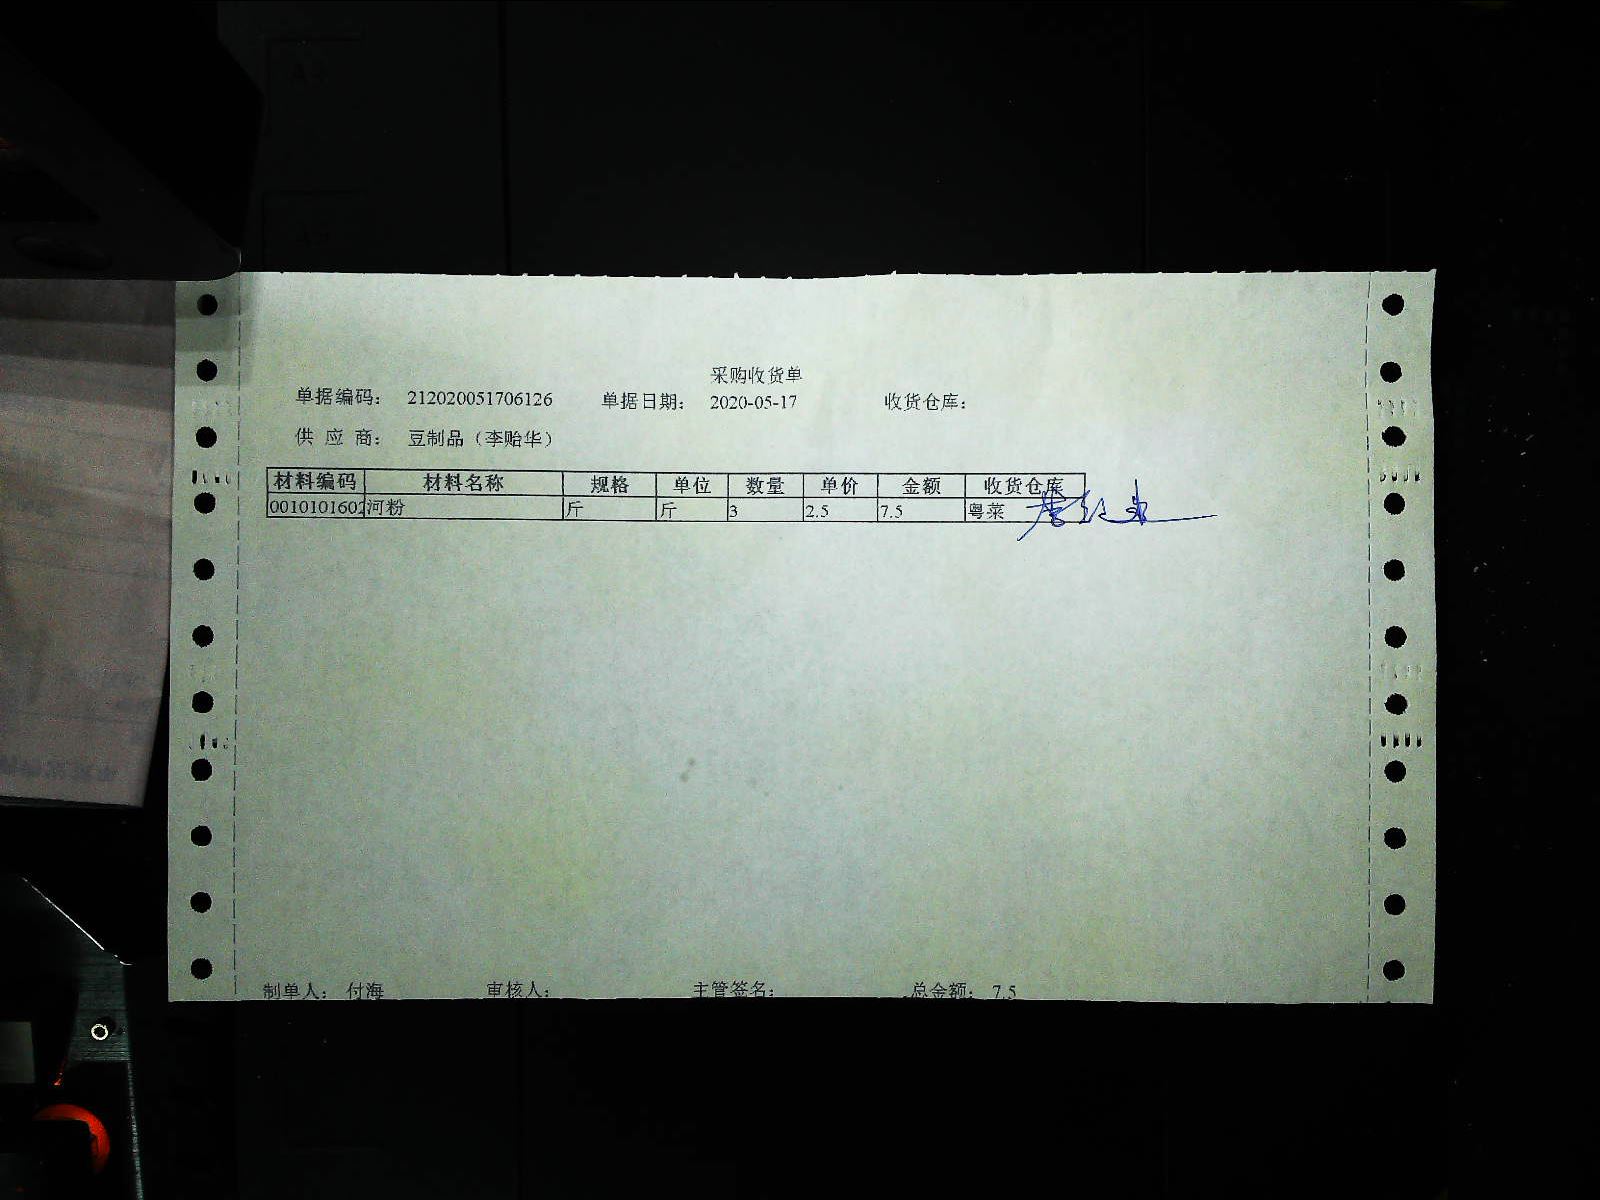 采购收货单
单据编码: 212020051706126 单据日期: 2020-05-17 收货仓库:
供 应 商: 豆制品（李贻华）
材料编码 材料名称 规格 单位 数量 单价 金额 收货仓库
0010101602 河粉 斤 斤 3 2.5 7.5 粤菜
制单人: 付海 审核人: 主管签名: 总金额: 7.5